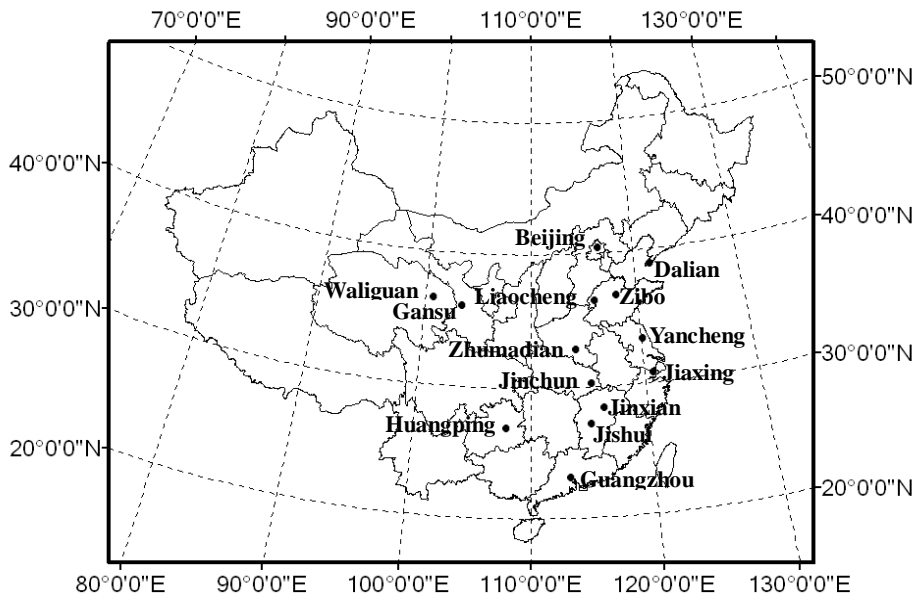 70°0'0"E 90°0'0"E 110°0'0"E 130°0'0"E
50°0'0"N
40°0'0"N
40°0'0"N
Beijing
Dalian
Waliguan
Liaocheng
Zibo
30°0'0"N
Gansu
Yancheng
Zhumadian
30°0'0"N
Jiaxing
Jinchun
Jinxian
Huangping
Jishui
20°0'0"N
Guangzhou
20°0'0"N
80°0'0"E 90°0'0"E 100°0'0"E 110°0'0"E 120°0'0"E 130°0'0"E